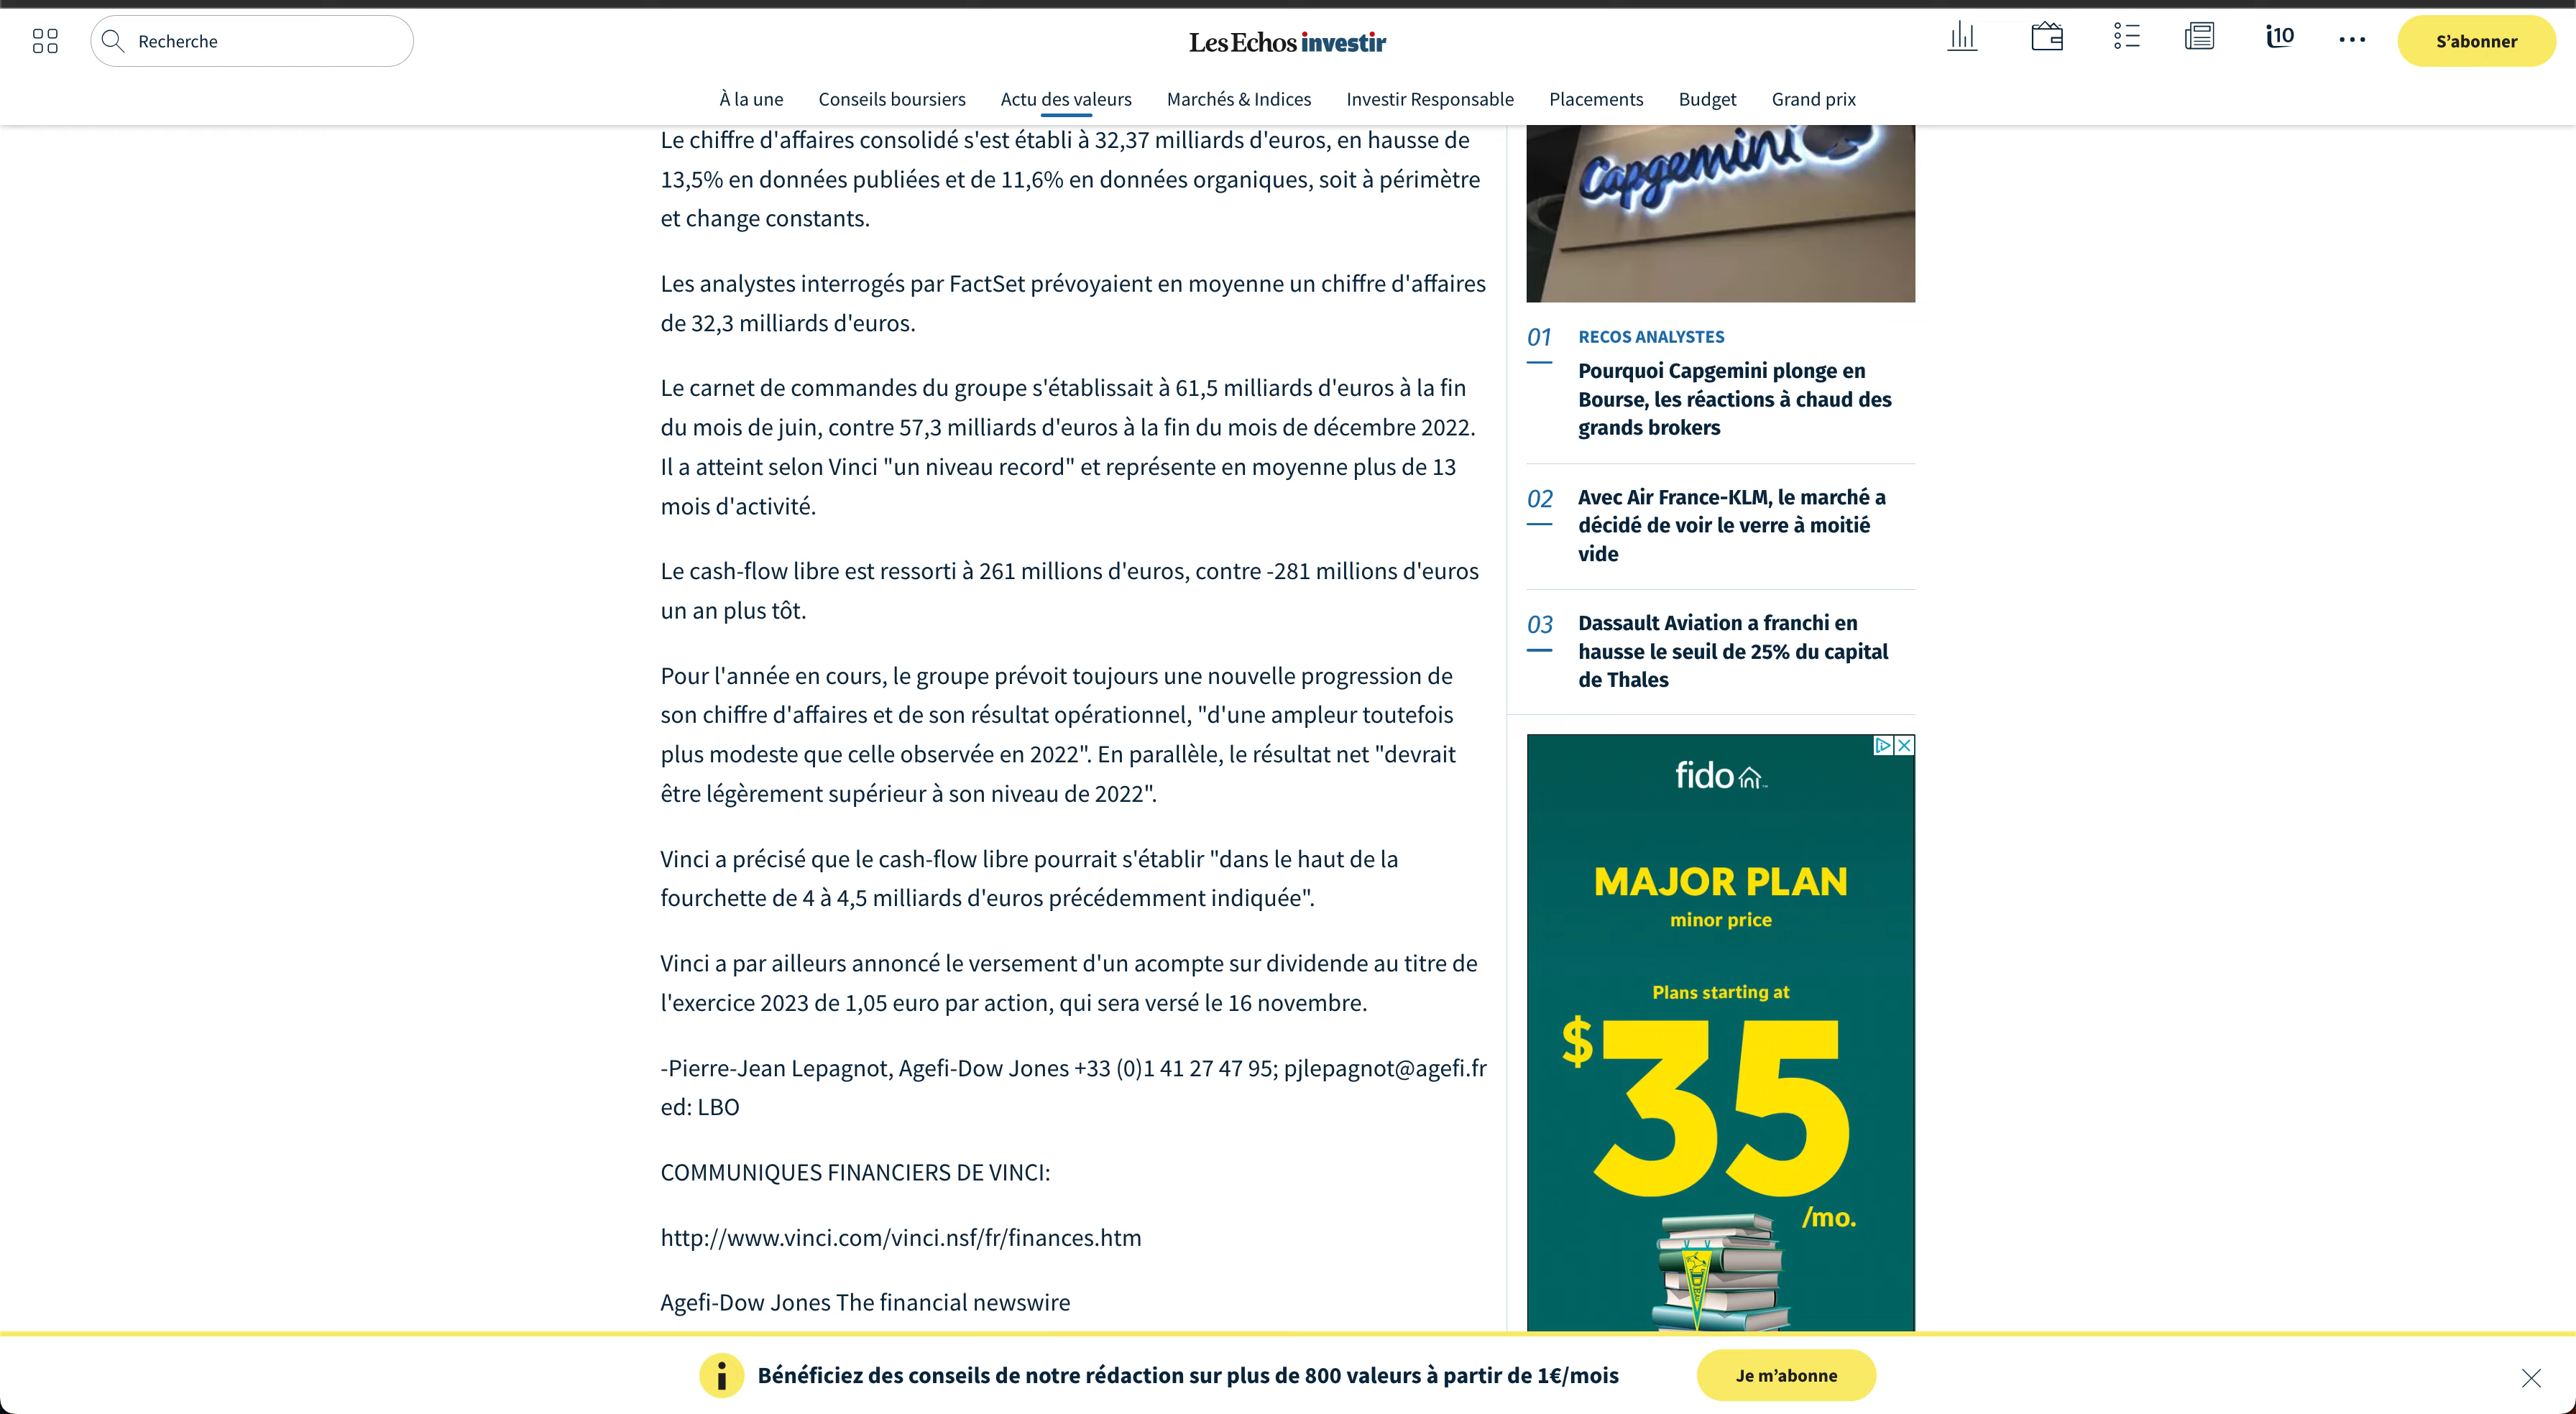 Recherche
Les Echos investir
i10
S'abonner
À la une
Conseils boursiers
Actu des valeurs
Marchés & Indices
Investir Responsable
Placements
Budget
Grand prix
Le chiffre d'affaires consolidé s'est établi à 32,37 milliards d'euros, en hausse de
13,5% en données publiées et de 11,6% en données organiques, soit à périmètre
et change constants.
Les analystes interrogés par FactSet prévoyaient en moyenne un chiffre d'affaires
de 32,3 milliards d'euros.
Le carnet de commandes du groupe s'établissait à 61,5 milliards d'euros à la fin
du mois de juin, contre 57,3 milliards d'euros à la fin du mois de décembre 2022.
Il a atteint selon Vinci "un niveau record" et représente en moyenne plus de 13
mois d'activité.
Le cash-flow libre est ressorti à 261 millions d'euros, contre -281 millions d'euros
un an plus tôt.
Pour l'année en cours, le groupe prévoit toujours une nouvelle progression de
son chiffre d'affaires et de son résultat opérationnel, "d'une ampleur toutefois
plus modeste que celle observée en 2022". En parallèle, le résultat net "devrait
être légèrement supérieur à son niveau de 2022".
Vinci a précisé que le cash-flow libre pourrait s'établir "dans le haut de la
fourchette de 4 à 4,5 milliards d'euros précédemment indiquée".
Vinci a par ailleurs annoncé le versement d'un acompte sur dividende au titre de
l'exercice 2023 de 1,05 euro par action, qui sera versé le 16 novembre.
-Pierre-Jean Lepagnot, Agefi-Dow Jones +33 (0)1 41 27 47 95; pjlepagnot@agefi.fr
ed: LBO
COMMUNIQUES FINANCIERS DE VINCI:
http://www.vinci.com/vinci.nsf/fr/finances.htm
Agefi-Dow Jones The financial newswire
Capgemini
01
RECOS ANALYSTES
Pourquoi Capgemini plonge en
Bourse, les réactions à chaud des
grands brokers
02
Avec Air France-KLM, le marché a
décidé de voir le verre à moitié
vide
03
Dassault Aviation a franchi en
hausse le seuil de 25% du capital
de Thales
fido
MAJOR PLAN
minor price
Plans starting at
$35
/mo.
Bénéficiez des conseils de notre rédaction sur plus de 800 valeurs à partir de 1€/mois
Je m'abonne